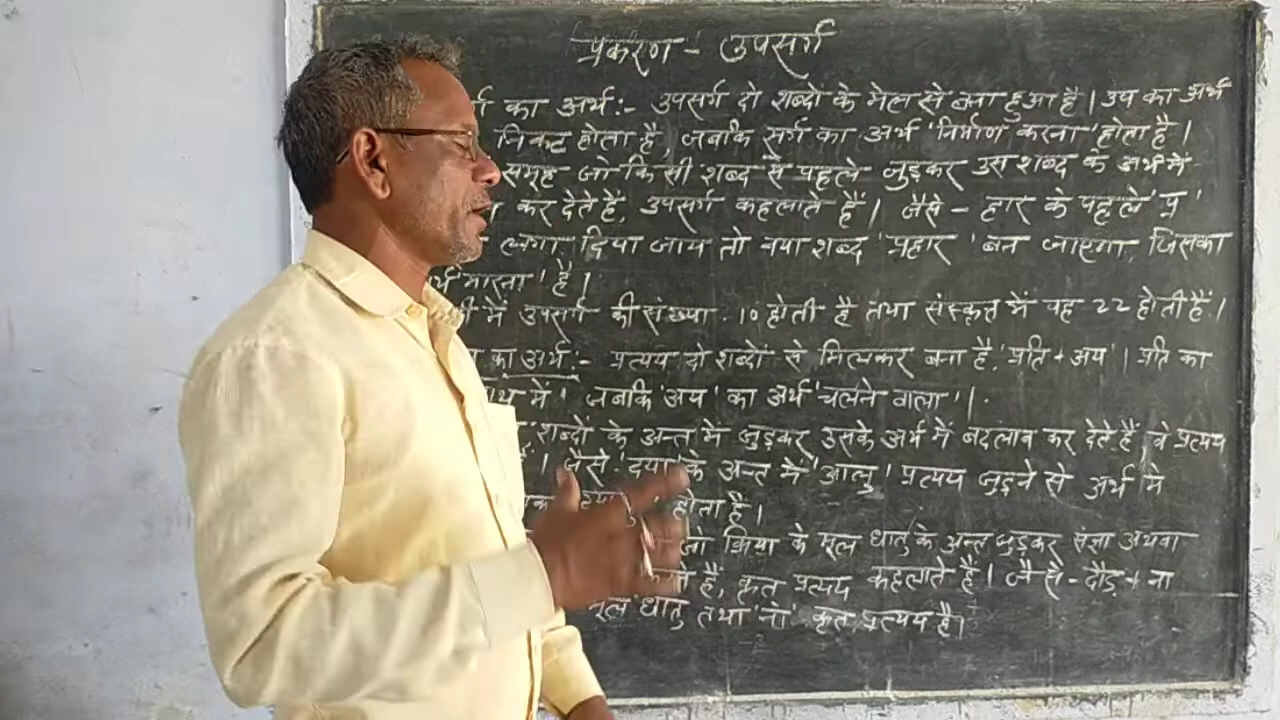 प्रकरण - उपसर्ग
का अर्थ :- उपसर्ग दो शब्दों के मेल से बना हुआ है । उप का अर्थ
निकट होता है, जबकि सर्ग का अर्थ 'निर्माण करना' होता है ।
समूह जो किसी शब्द से पहले जुड़कर उस शब्द के अर्थ में
कर देते हैं, उपसर्ग कहलाते हैं । जैसे - हार के पहले 'प्र'
लगा दिया जाय तो नया शब्द 'प्रहार' बन जाएगा, जिसका
मारना' है ।
में उपसर्ग की संख्या 10 होती है तथा संस्कृत में यह 22 होती हैं ।
का अर्थ :- प्रत्यय दो शब्दों से मिलकर बना है, 'प्रति + अय' । प्रति का
में' जबकि 'अय' का अर्थ 'चलने वाला' ।
शब्दों के अन्त में जुड़कर उसके अर्थ में बदलाव कर देते हैं, वे प्रत्यय
। जैसे 'दया' के अन्त में 'आलु' प्रत्यय जुड़ने से अर्थ में
होता है ।
जो क्रिया के मूल धातु के अन्त जुड़कर संज्ञा अथवा
हैं, कृत प्रत्यय कहलाते हैं । जैसे - दौड़ + ना
मूल धातु तथा 'ना' कृत प्रत्यय है ।